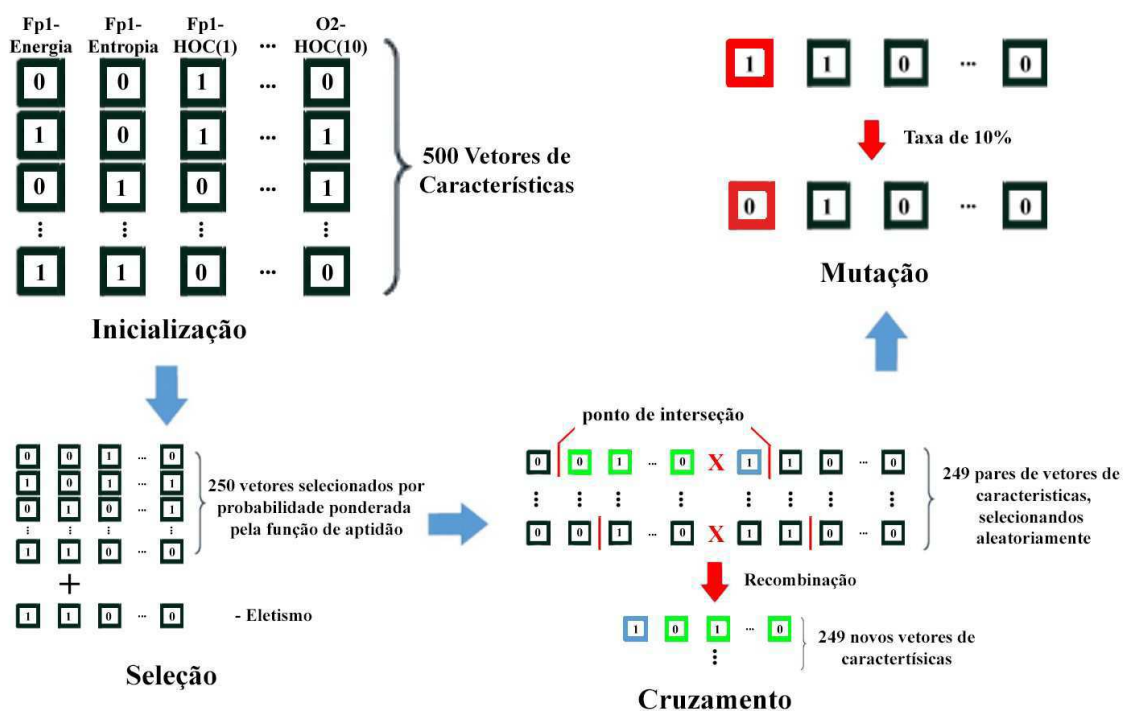 Fp1- Fp1- Fp1- O2-
Energia Entropia HOC(1) ... HOC(10)
0 0 1 ... 0
1 0 1 ... 1
0 1 0 ... 1
⋮ ⋮ ⋮ ⋮
1 1 0 ... 0
500 Vetores de
Característífias
Inicialização
1 1 0 ... 0
Taxa de 10%
0 1 0 ... 0
Mutação
0 0 1 ... 0
1 0 1 ... 1
0 1 0 ... 1
⋮ ⋮ ⋮ ⋮
1 1 0 ... 0
250 vetores selecionados por
probabilidade ponderada
pela função de aptidão
+
1 1 0 ... 0
- Eletismo
Seleção
ponto de interseção
0 0 1 ... 0 X 1 1 0 ... 0
⋮ ⋮ ⋮ ⋮ ⋮ ⋮ ⋮ ⋮
0 0 1 ... 0 X 1 1 0 ... 0
249 pares de vetores de
caracteristicas,
selecionandos
aleatoriamente
Recombinação
1 0 1 ... 0
⋮
249 novos vetores de
caractertísicas
Cruzamento